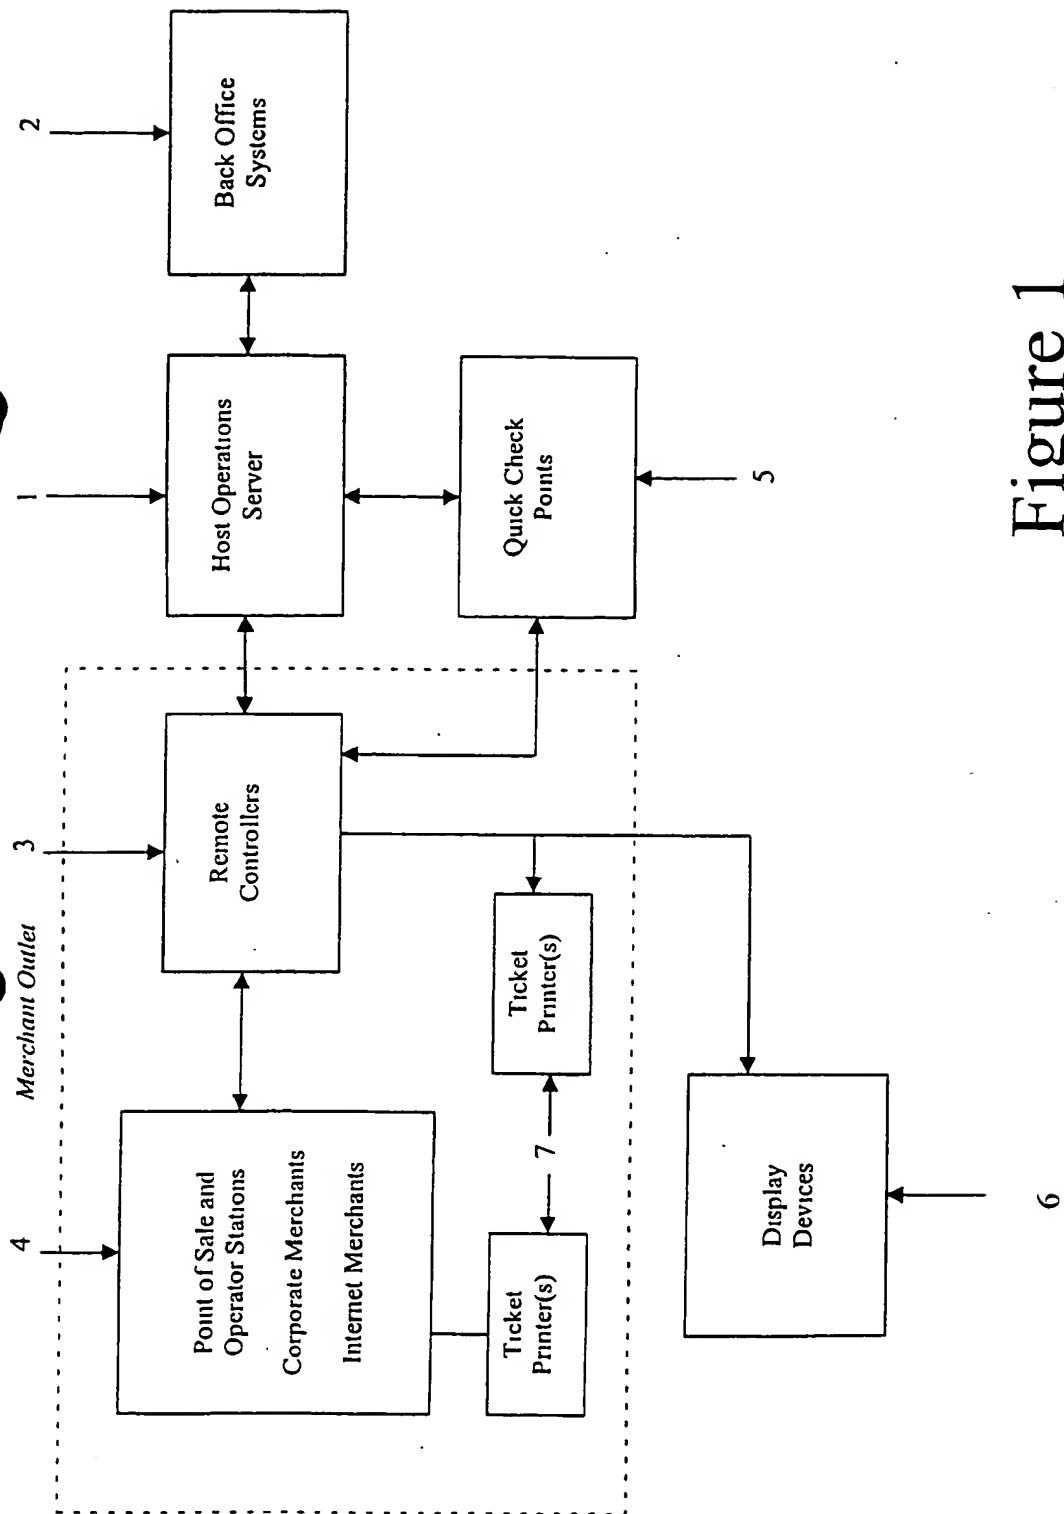 Merchant Outlet
4
3
1
2
Point of Sale and
Operator Stations
Corporate Merchants
Internet Merchants
Remote
Controllers
Host Operations
Server
Back Office
Systems
Ticket
Printer(s)
7
Ticket
Printer(s)
Quick Check
Points
5
Display
Devices
6
Figure 1